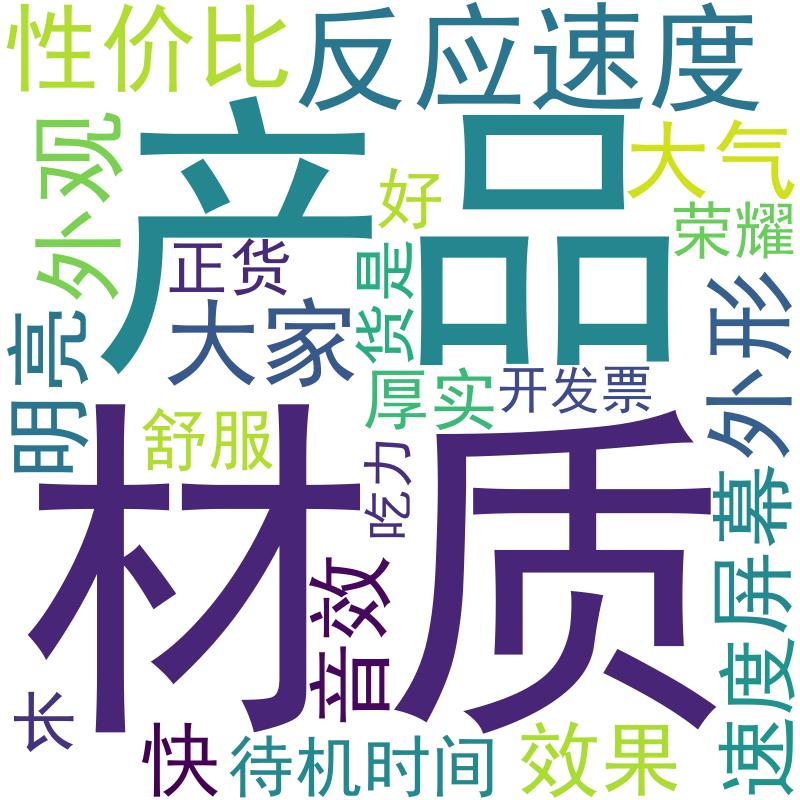 性价比
反应速度
外观
产品
大气
好
荣耀
正货
货是
大家
明亮
外形
厚实
开发票
舒服
吃力
材质
屏幕
音效
速度
长
快
待机时间
效果